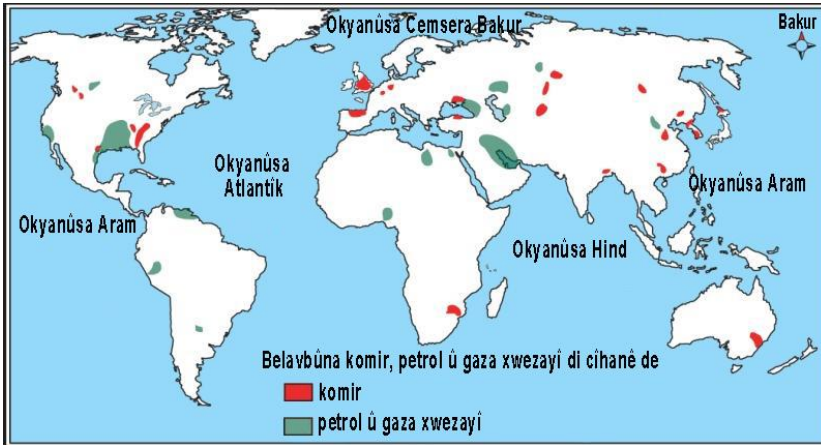 Okyanûsa Cemsera Bakur
Bakur
Okyanûsa
Atlantîk
Okyanûsa Aram
Okyanûsa Aram
Okyanûsa Hind
Belavbûna komir, petrol û gaza xwezayî di cîhanê de
komir
petrol û gaza xwezayî